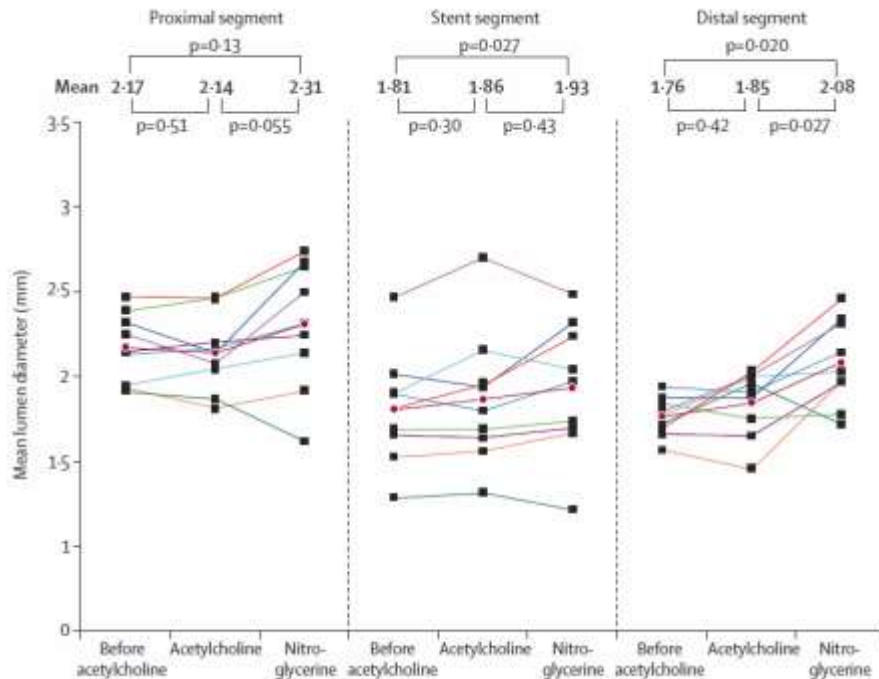 Proximal segment Stent segment Distal segment
p=0·13 p=0·027 p=0·020
Mean 2·17 2·14 2·31 1·81 1·86 1·93 1·76 1·85 2·08
p=0·51 p=0·055 p=0·30 p=0·43 p=0·42 p=0·027
3·5
3
2·5
2
1·5
1
0
Mean lumen diameter (mm)
Before acetylcholine Acetylcholine Nitro-glycerine Before acetylcholine Acetylcholine Nitro-glycerine Before acetylcholine Acetylcholine Nitro-glycerine